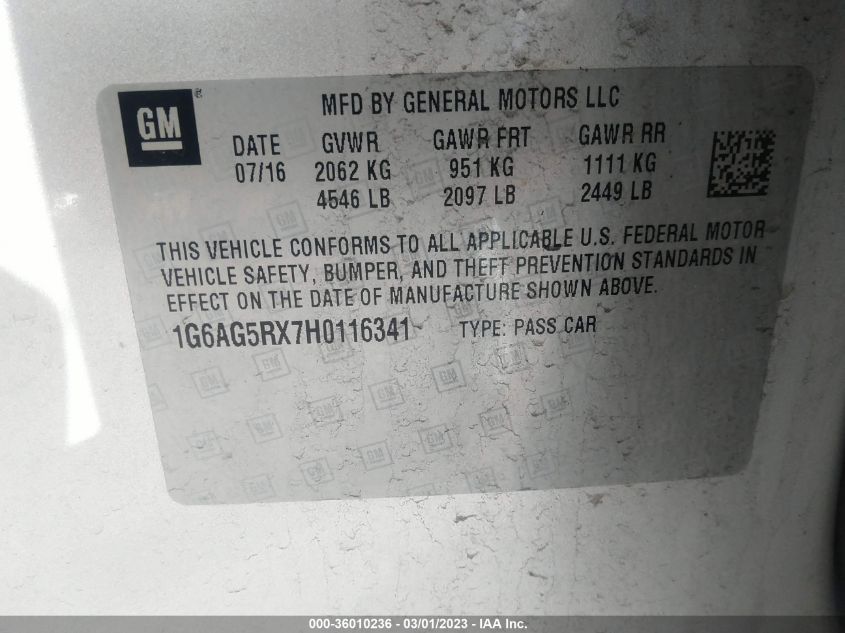 GM ®
MFD BY GENERAL MOTORS LLC
DATE GVWR GAWR FRT GAWR RR
07/16 2062 KG 951 KG 1111 KG
4546 LB 2097 LB 2449 LB
THIS VEHICLE CONFORMS TO ALL APPLICABLE U.S. FEDERAL MOTOR
VEHICLE SAFETY, BUMPER, AND THEFT PREVENTION STANDARDS IN
EFFECT ON THE DATE OF MANUFACTURE SHOWN ABOVE.
1G6AG5RX7H0116341 TYPE: PASS CAR
000-36010236 - 03/01/2023 - IAA Inc.